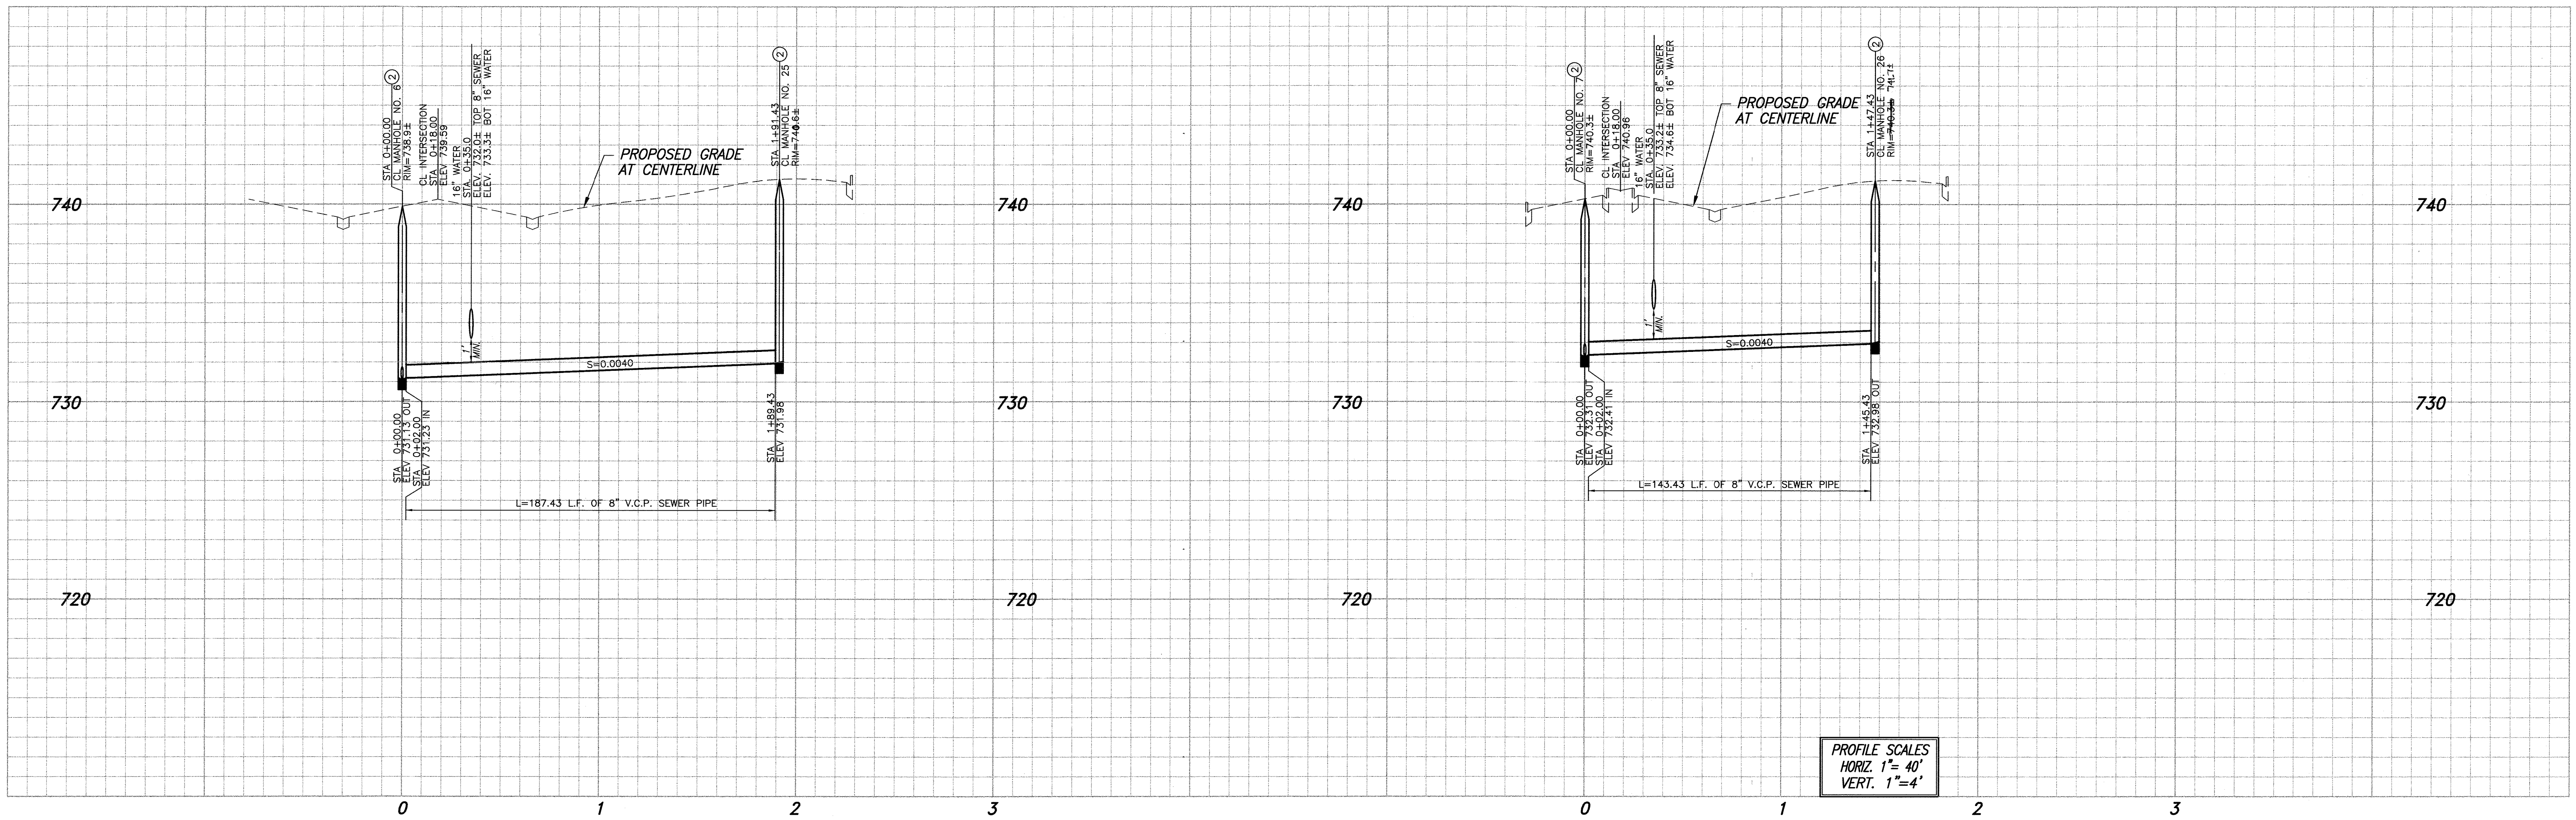 2
STA 0+00.00
CL MANHOLE NO. 6
RIM=738.9±
CL INTERSECTION
STA 0+18.00
ELEV 739.59
16" WATER
STA. 0+35.0
ELEV. 732.0± TOP 8" SEWER
ELEV. 733.3± BOT 16" WATER
PROPOSED GRADE
AT CENTERLINE
2
STA 1+91.43
CL MANHOLE NO. 25
740
740
1'
MIN.
S=0.0040
730
730
STA 0+00.00
ELEV 731.13 OUT
STA 0+02.00
ELEV 731.23 IN
STA 1+89.43
ELEV 731.98
L=187.43 L.F. OF 8" V.C.P. SEWER PIPE
720
720
0
1
2
3
2
STA 0+00.00
CL MANHOLE NO. 7
RIM=740.3±
CL INTERSECTION
STA 0+18.00
ELEV 740.96
16" WATER
STA. 0+35.0
ELEV. 733.2± TOP 8" SEWER
ELEV. 734.6± BOT 16" WATER
PROPOSED GRADE
AT CENTERLINE
2
STA 1+47.43
CL MANHOLE NO. 26
RIM=740.3± 741.7±
740
740
1'
MIN.
S=0.0040
730
730
STA 0+00.00
ELEV 732.31 OUT
STA 0+02.00
ELEV 732.41 IN
STA 1+45.43
ELEV 732.98 OUT
L=143.43 L.F. OF 8" V.C.P. SEWER PIPE
720
720
PROFILE SCALES
HORIZ. 1"= 40'
VERT. 1"=4'
0
1
2
3